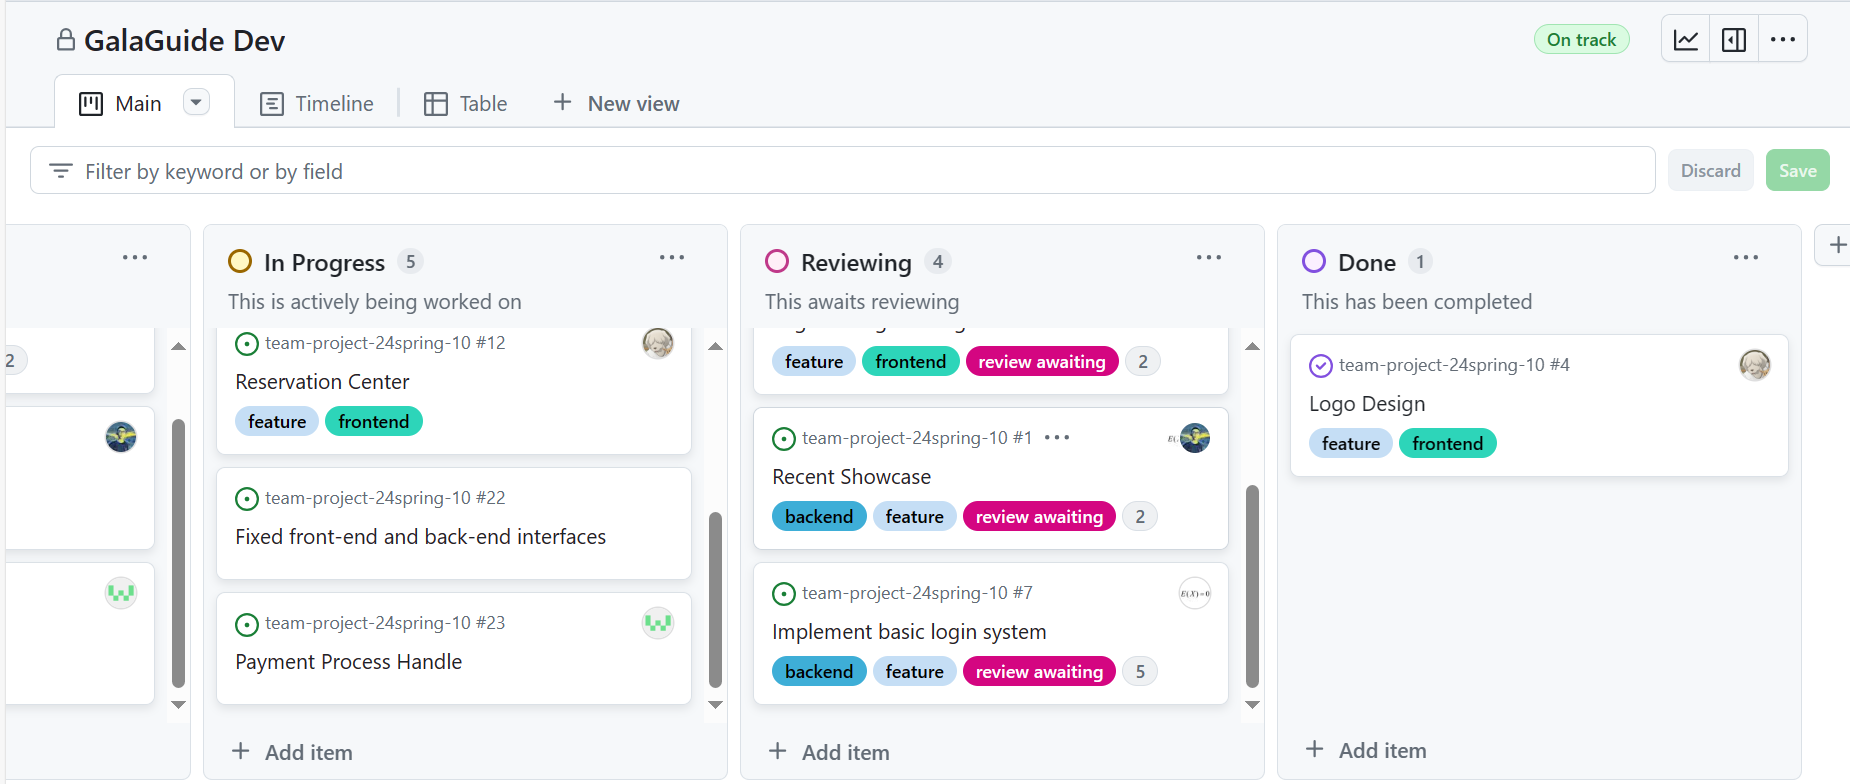 GalaGuide Dev
On track
Main
Timeline
Table
New view
Filter by keyword or by field
Discard
Save
2
In Progress 5
This is actively being worked on
team-project-24spring-10 #12
Reservation Center
feature frontend
team-project-24spring-10 #22
Fixed front-end and back-end interfaces
team-project-24spring-10 #23
Payment Process Handle
Add item
Reviewing 4
This awaits reviewing
feature frontend review awaiting 2
team-project-24spring-10 #1
Recent Showcase
backend feature review awaiting 2
team-project-24spring-10 #7
E(X)=0
Implement basic login system
backend feature review awaiting 5
Add item
Done 1
This has been completed
team-project-24spring-10 #4
Logo Design
feature frontend
Add item